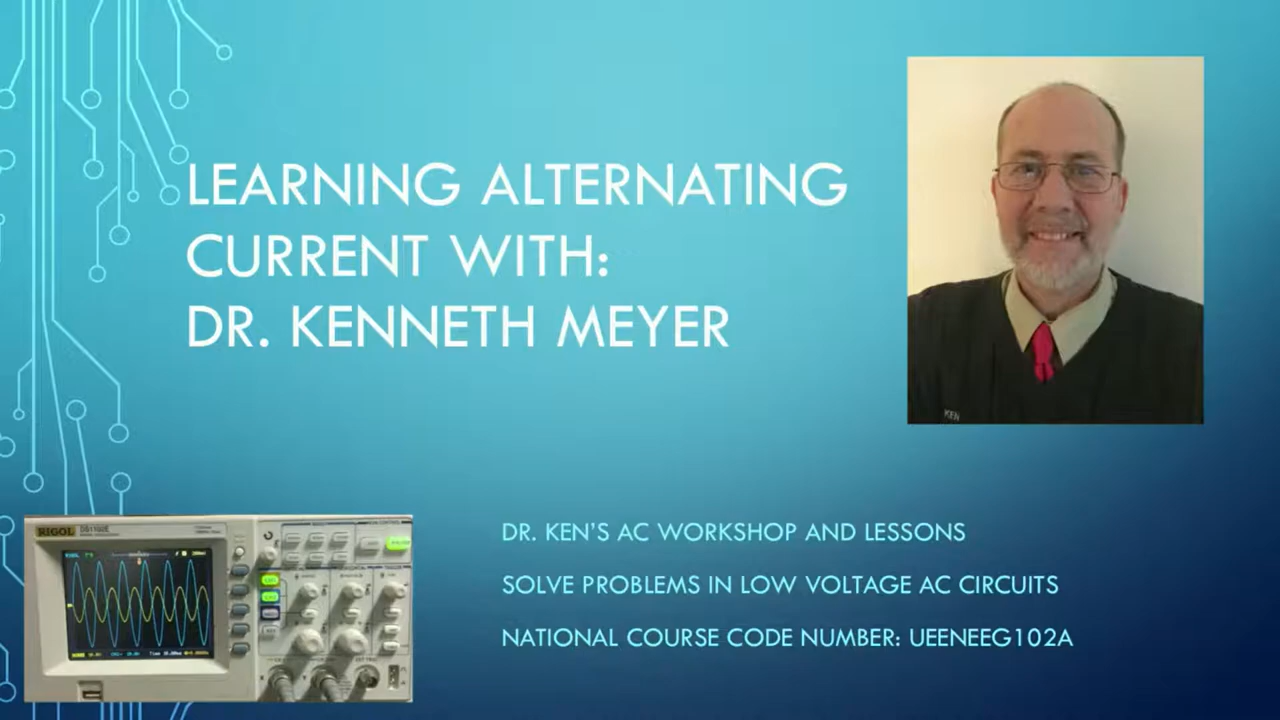 LEARNING ALTERNATING
CURRENT WITH:
DR. KENNETH MEYER
KEN
RIGOL
DR. KEN'S AC WORKSHOP AND LESSONS
SOLVE PROBLEMS IN LOW VOLTAGE AC CIRCUITS
NATIONAL COURSE CODE NUMBER: UEENEEG102A